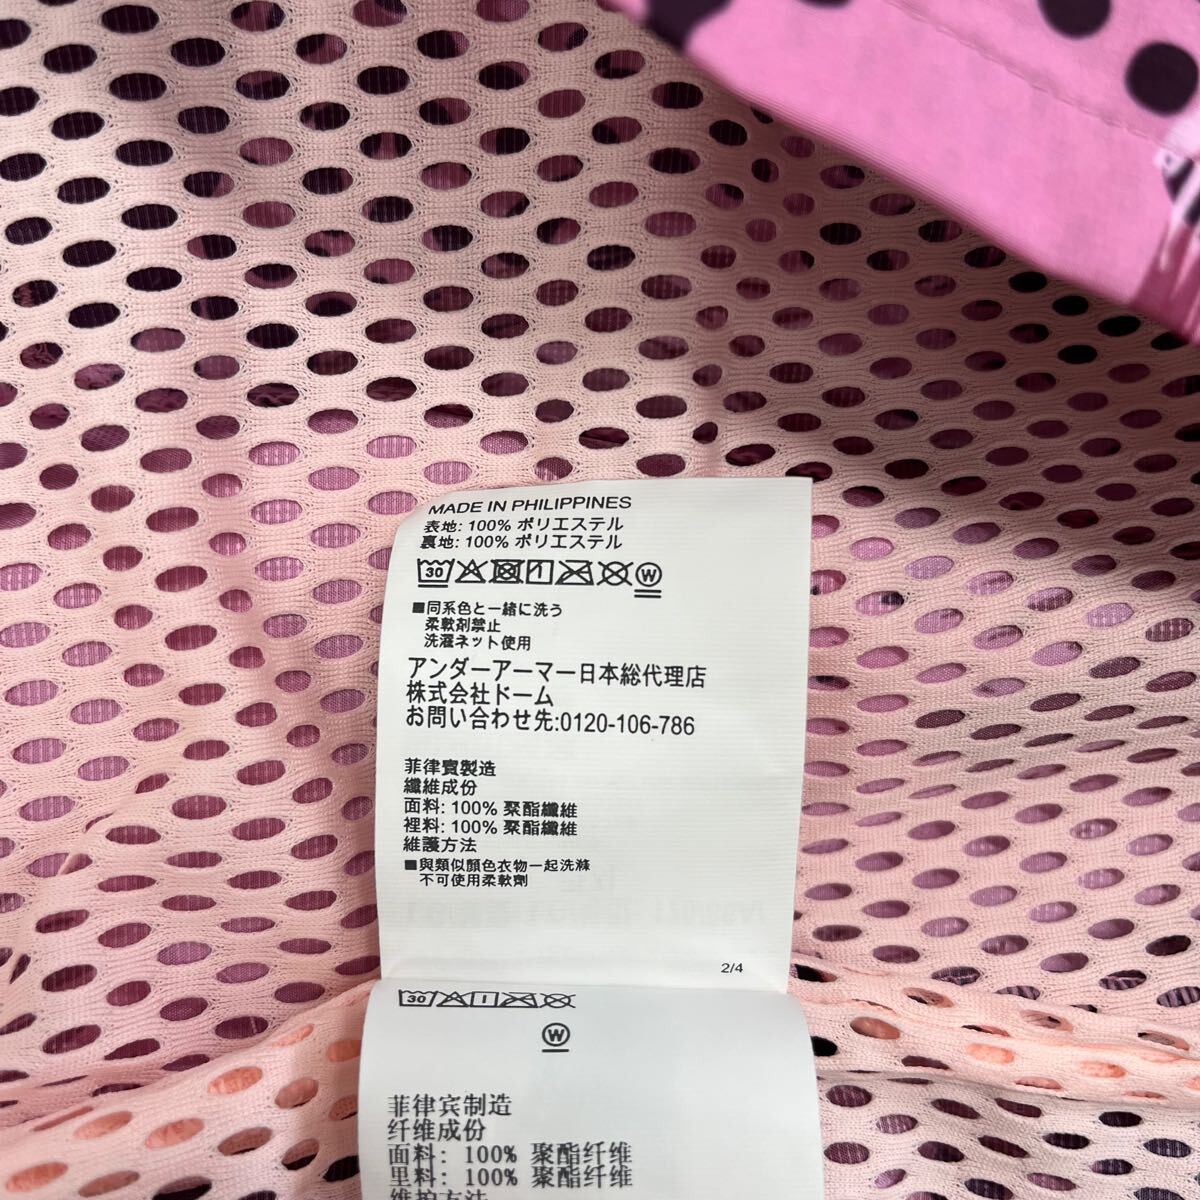 MADE IN PHILIPPINES
表地: 100% ポリエステル
裏地: 100% ポリエステル
30 W
■同系色と一緒に洗う
柔軟剤禁止
洗濯ネット使用
アンダーアーマー日本総代理店
株式会社ドーム
お問い合わせ先:0120-106-786
菲律賓製造
纖維成份
面料: 100% 聚酯纖維
裡料: 100% 聚酯纖維
維護方法
■與類似顏色衣物一起洗滌
不可使用柔軟劑
2/4
30
W
菲律宾制造
纤维成份
面料: 100% 聚酯纤维
里料: 100% 聚酯纤维
维护方法